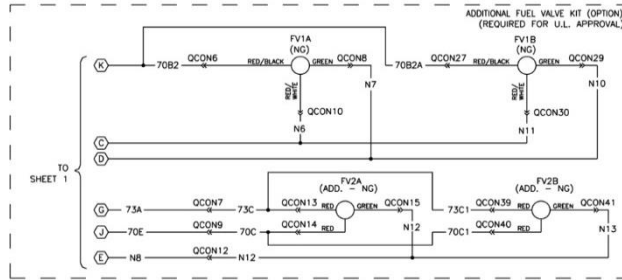 ADDITIONAL FUEL VALVE KIT (OPTION)
(REQUIRED FOR U.L. APPROVAL)
FV1A
(NG)
FV1B
(NG)
K
70B2
QCON6
RED/BLACK
GREEN
QCON8
70B2A
QCON27
RED/BLACK
GREEN
QCON29
N7
N10
RED/
WHITE
QCON10
RED/
WHITE
QCON30
N6
N11
C
D
TO
SHEET 1
FV2A
(ADD. - NG)
FV2B
(ADD. - NG)
G
73A
QCON7
73C
QCON13
RED
GREEN
QCON15
73C1
QCON39
RED
GREEN
QCON41
J
70E
QCON9
70C
QCON14
RED
N12
70C1
QCON40
RED
N13
E
N8
QCON12
N12